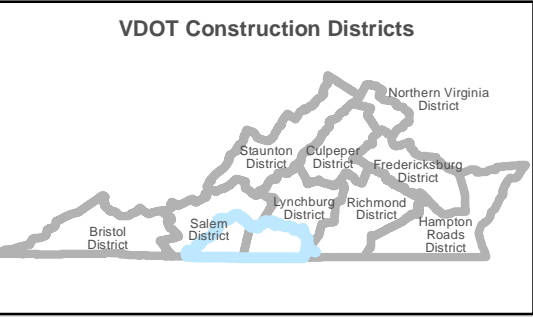 VDOT Construction Districts
Northern Virginia
District
Staunton
District
Culpeper
District
Fredericksburg
District
Lynchburg
District
Richmond
District
Salem
District
Bristol
District
Hampton
Roads
District